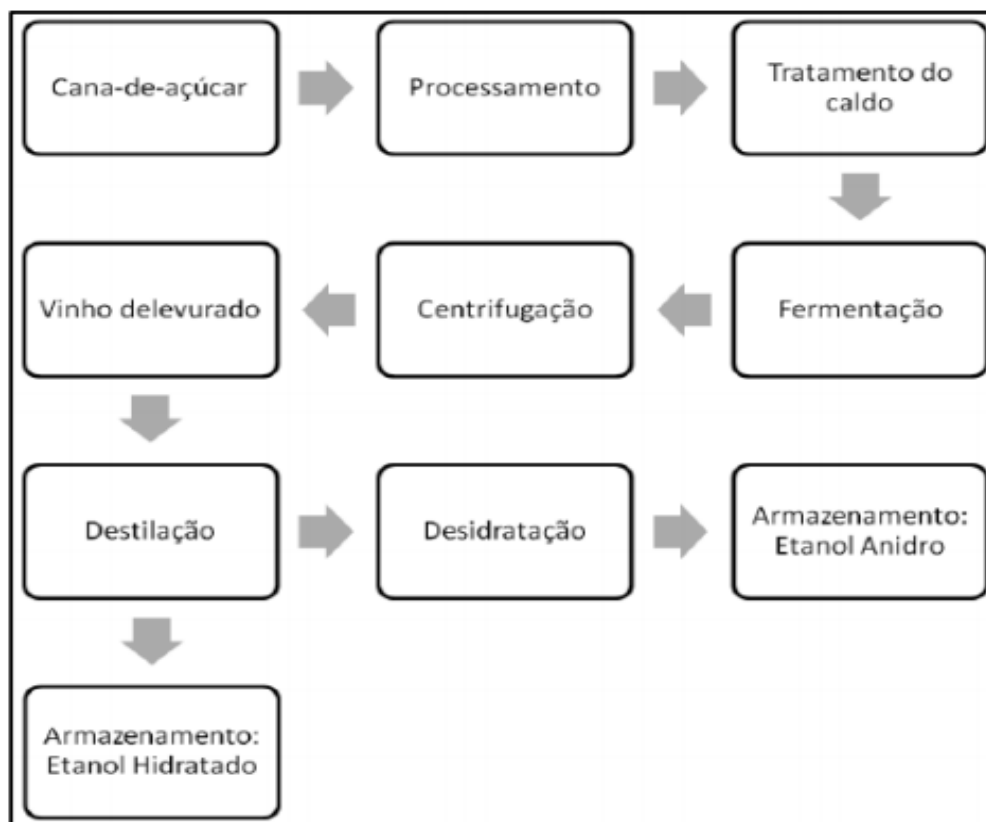 Cana-de-açúcar
Processamento
Tratamento do
caldo
Fermentação
Centrifugação
Vinho delevurado
Destilação
Desidratação
Armazenamento:
Etanol Anidro
Armazenamento:
Etanol Hidratado